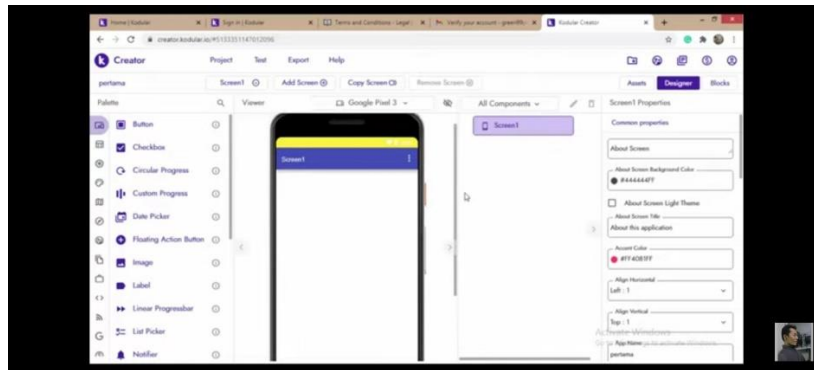 Home | Kodular
Sign in | Kodular
Terms and Conditions - Legal
Verify your account - greenfife
Kodular Creator
creator.kodular.io/#5133351147012096
Creator
Project
Test
Export
Help
pertama
Screen1
Add Screen
Copy Screen
Remove Screen
Assets
Designer
Blocks
Palette
Viewer
Google Pixel 3
All Components
Screen1 Properties
Button
Checkbox
Circular Progress
Custom Progress
Date Picker
Floating Action Button
Image
Label
Linear Progressbar
List Picker
Notifier
Screen1
Screen1
Common properties
About Screen
About Screen Background Color
#444444FF
About Screen Light Theme
About Screen Title
About this application
Accent Color
#FF4081FF
Align Horizontal
Left : 1
Align Vertical
Top : 1
Activate Windows
App Name
pertama